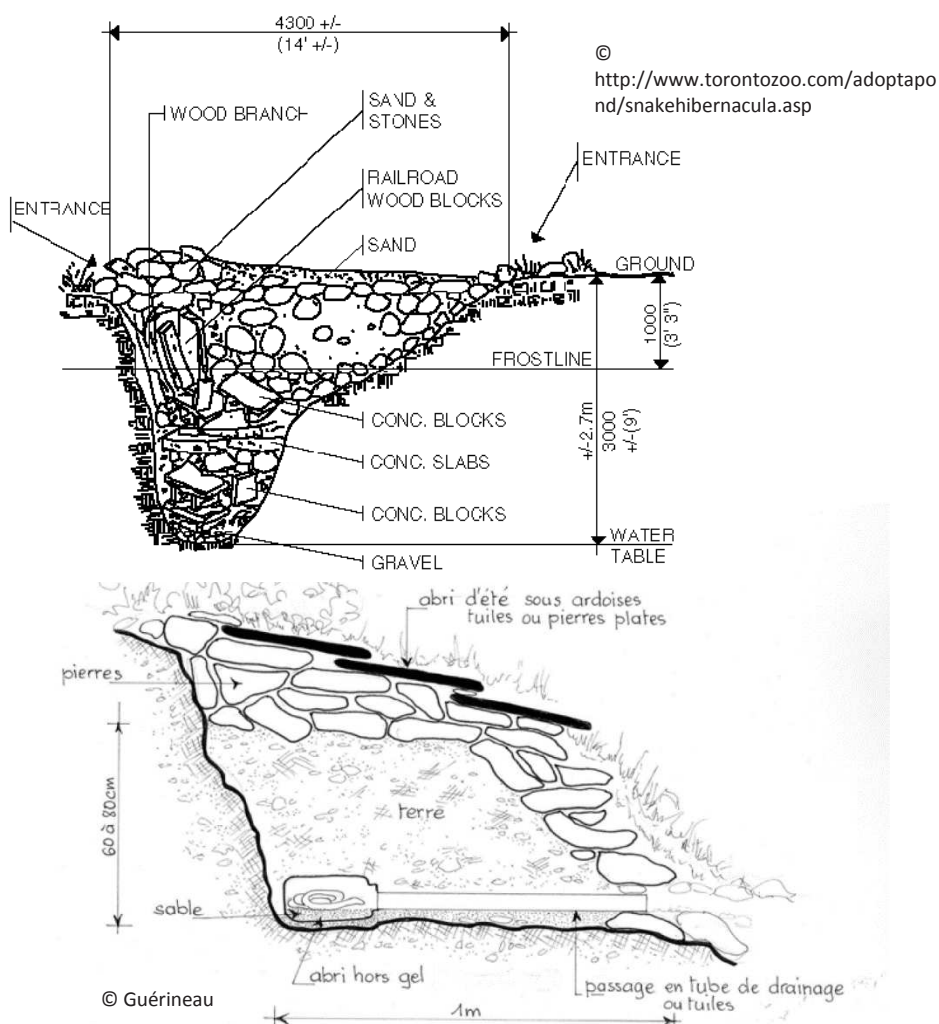 4300 +/-
(14' +/-)
©
http://www.torontozoo.com/adoptapo
nd/snakehibernacula.asp
WOOD BRANCH
SAND &
STONES
ENTRANCE
RAILROAD
WOOD BLOCKS
ENTRANCE
SAND
GROUND
1000
(3' 3")
FROSTLINE
CONC. BLOCKS
+/-2.7m
3000
+/-(9')
CONC. SLABS
CONC. BLOCKS
WATER
TABLE
GRAVEL
abri d'été sous ardoises
tuiles ou pierres plates
pierres
60 à 80cm
terre
sable
abri hors gel
passage en tube de drainage
ou tuiles
© Guérineau
1m